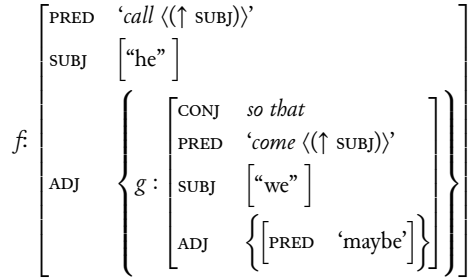 PRED ‘call ⟨(↑ SUBJ)⟩’
SUBJ [“he” ]
f:
CONJ so that
PRED ‘come ⟨(↑ SUBJ)⟩’
ADJ { g : SUBJ [“we” ]
ADJ {[PRED ‘maybe’]}